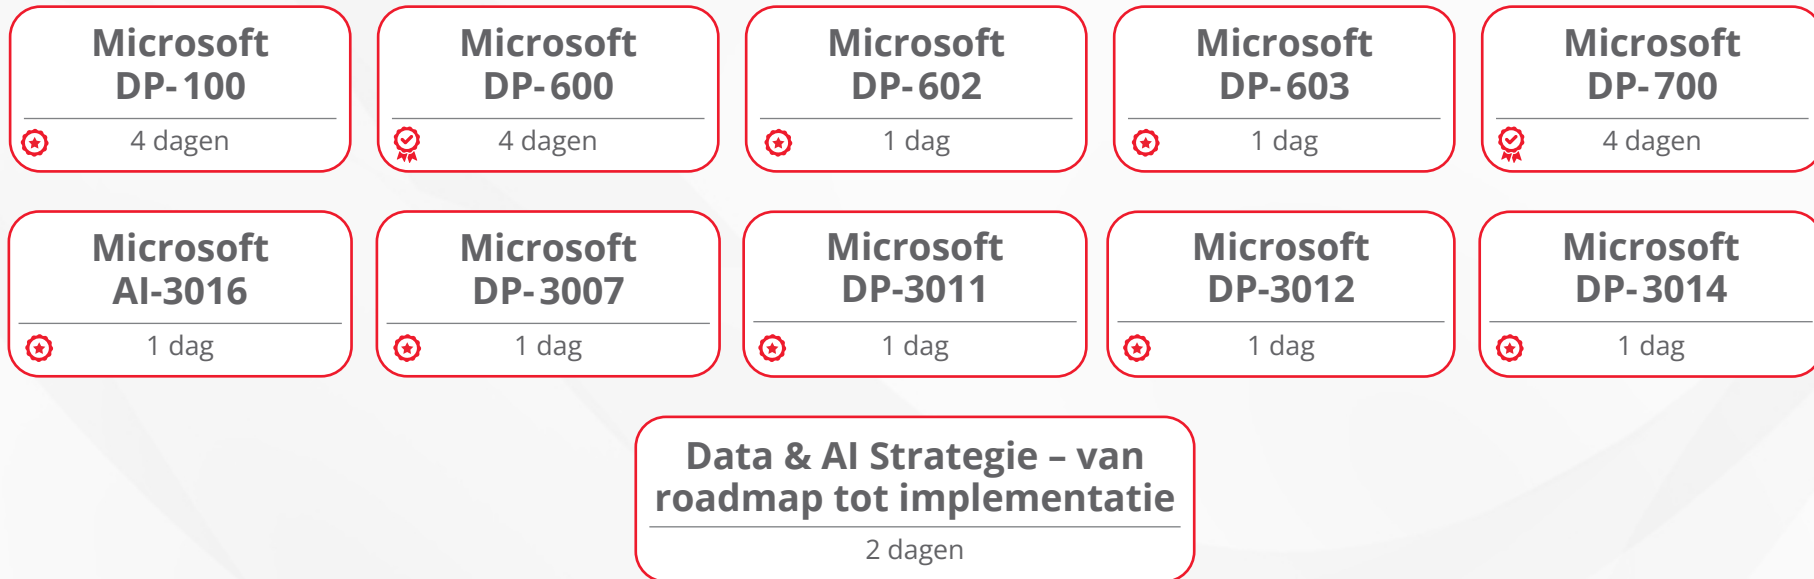 Microsoft
DP-100
4 dagen
Microsoft
DP-600
4 dagen
Microsoft
DP-602
1 dag
Microsoft
DP-603
1 dag
Microsoft
DP-700
4 dagen
Microsoft
AI-3016
1 dag
Microsoft
DP-3007
1 dag
Microsoft
DP-3011
1 dag
Microsoft
DP-3012
1 dag
Microsoft
DP-3014
1 dag
Data & AI Strategie – van
roadmap tot implementatie
2 dagen